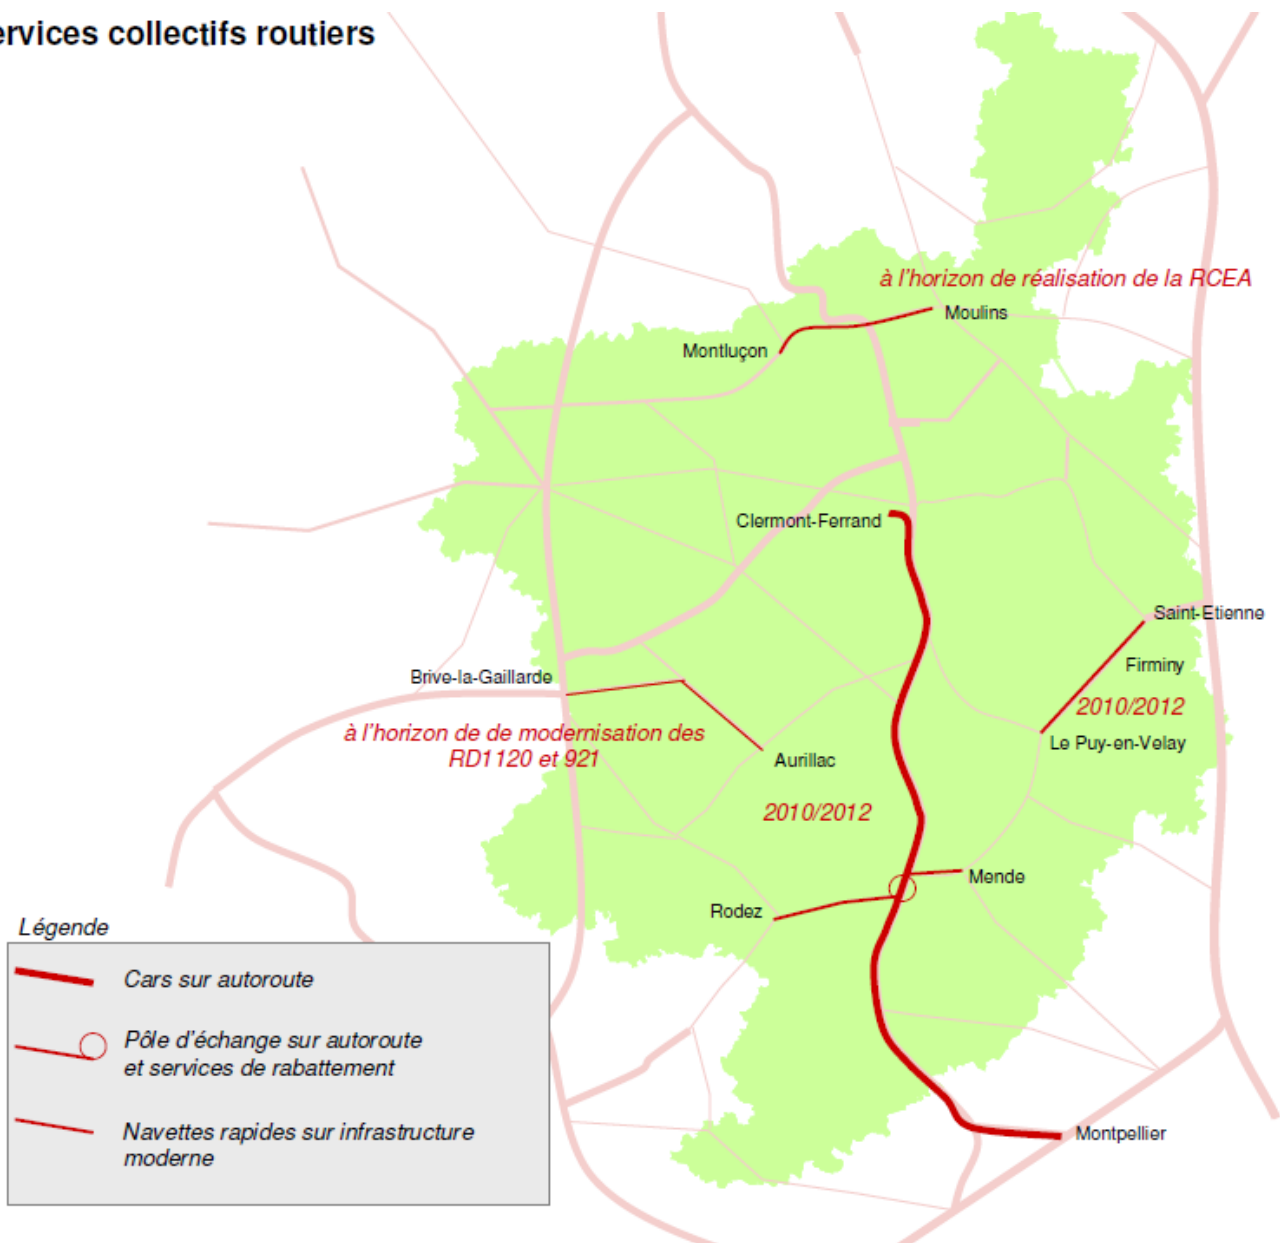 ervices collectifs routiers
à l'horizon de réalisation de la RCEA
Moulins
Montluçon
Clermont-Ferrand
Saint-Etienne
Firminy
Brive-la-Gaillarde
2010/2012
à l'horizon de de modernisation des
RD1120 et 921
Le Puy-en-Velay
Aurillac
2010/2012
Mende
Rodez
Légende
Cars sur autoroute
Pôle d'échange sur autoroute
et services de rabattement
Navettes rapides sur infrastructure
moderne
Montpellier